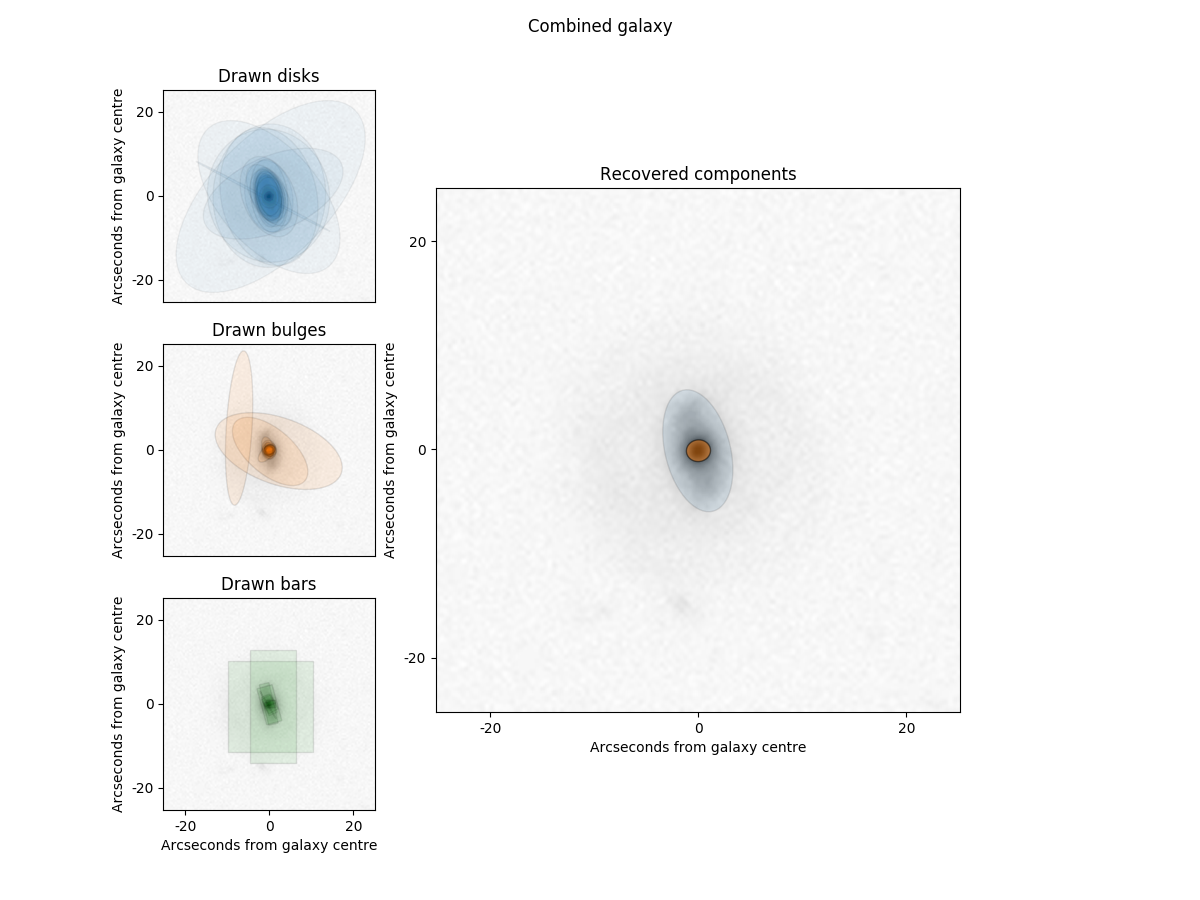 Combined galaxy
Drawn disks
Arcseconds from galaxy centre
20
0
-20
Drawn bulges
Arcseconds from galaxy centre
20
0
-20
Drawn bars
Arcseconds from galaxy centre
20
0
-20
-20 0 20
Arcseconds from galaxy centre
Recovered components
Arcseconds from galaxy centre
20
0
-20
-20 0 20
Arcseconds from galaxy centre